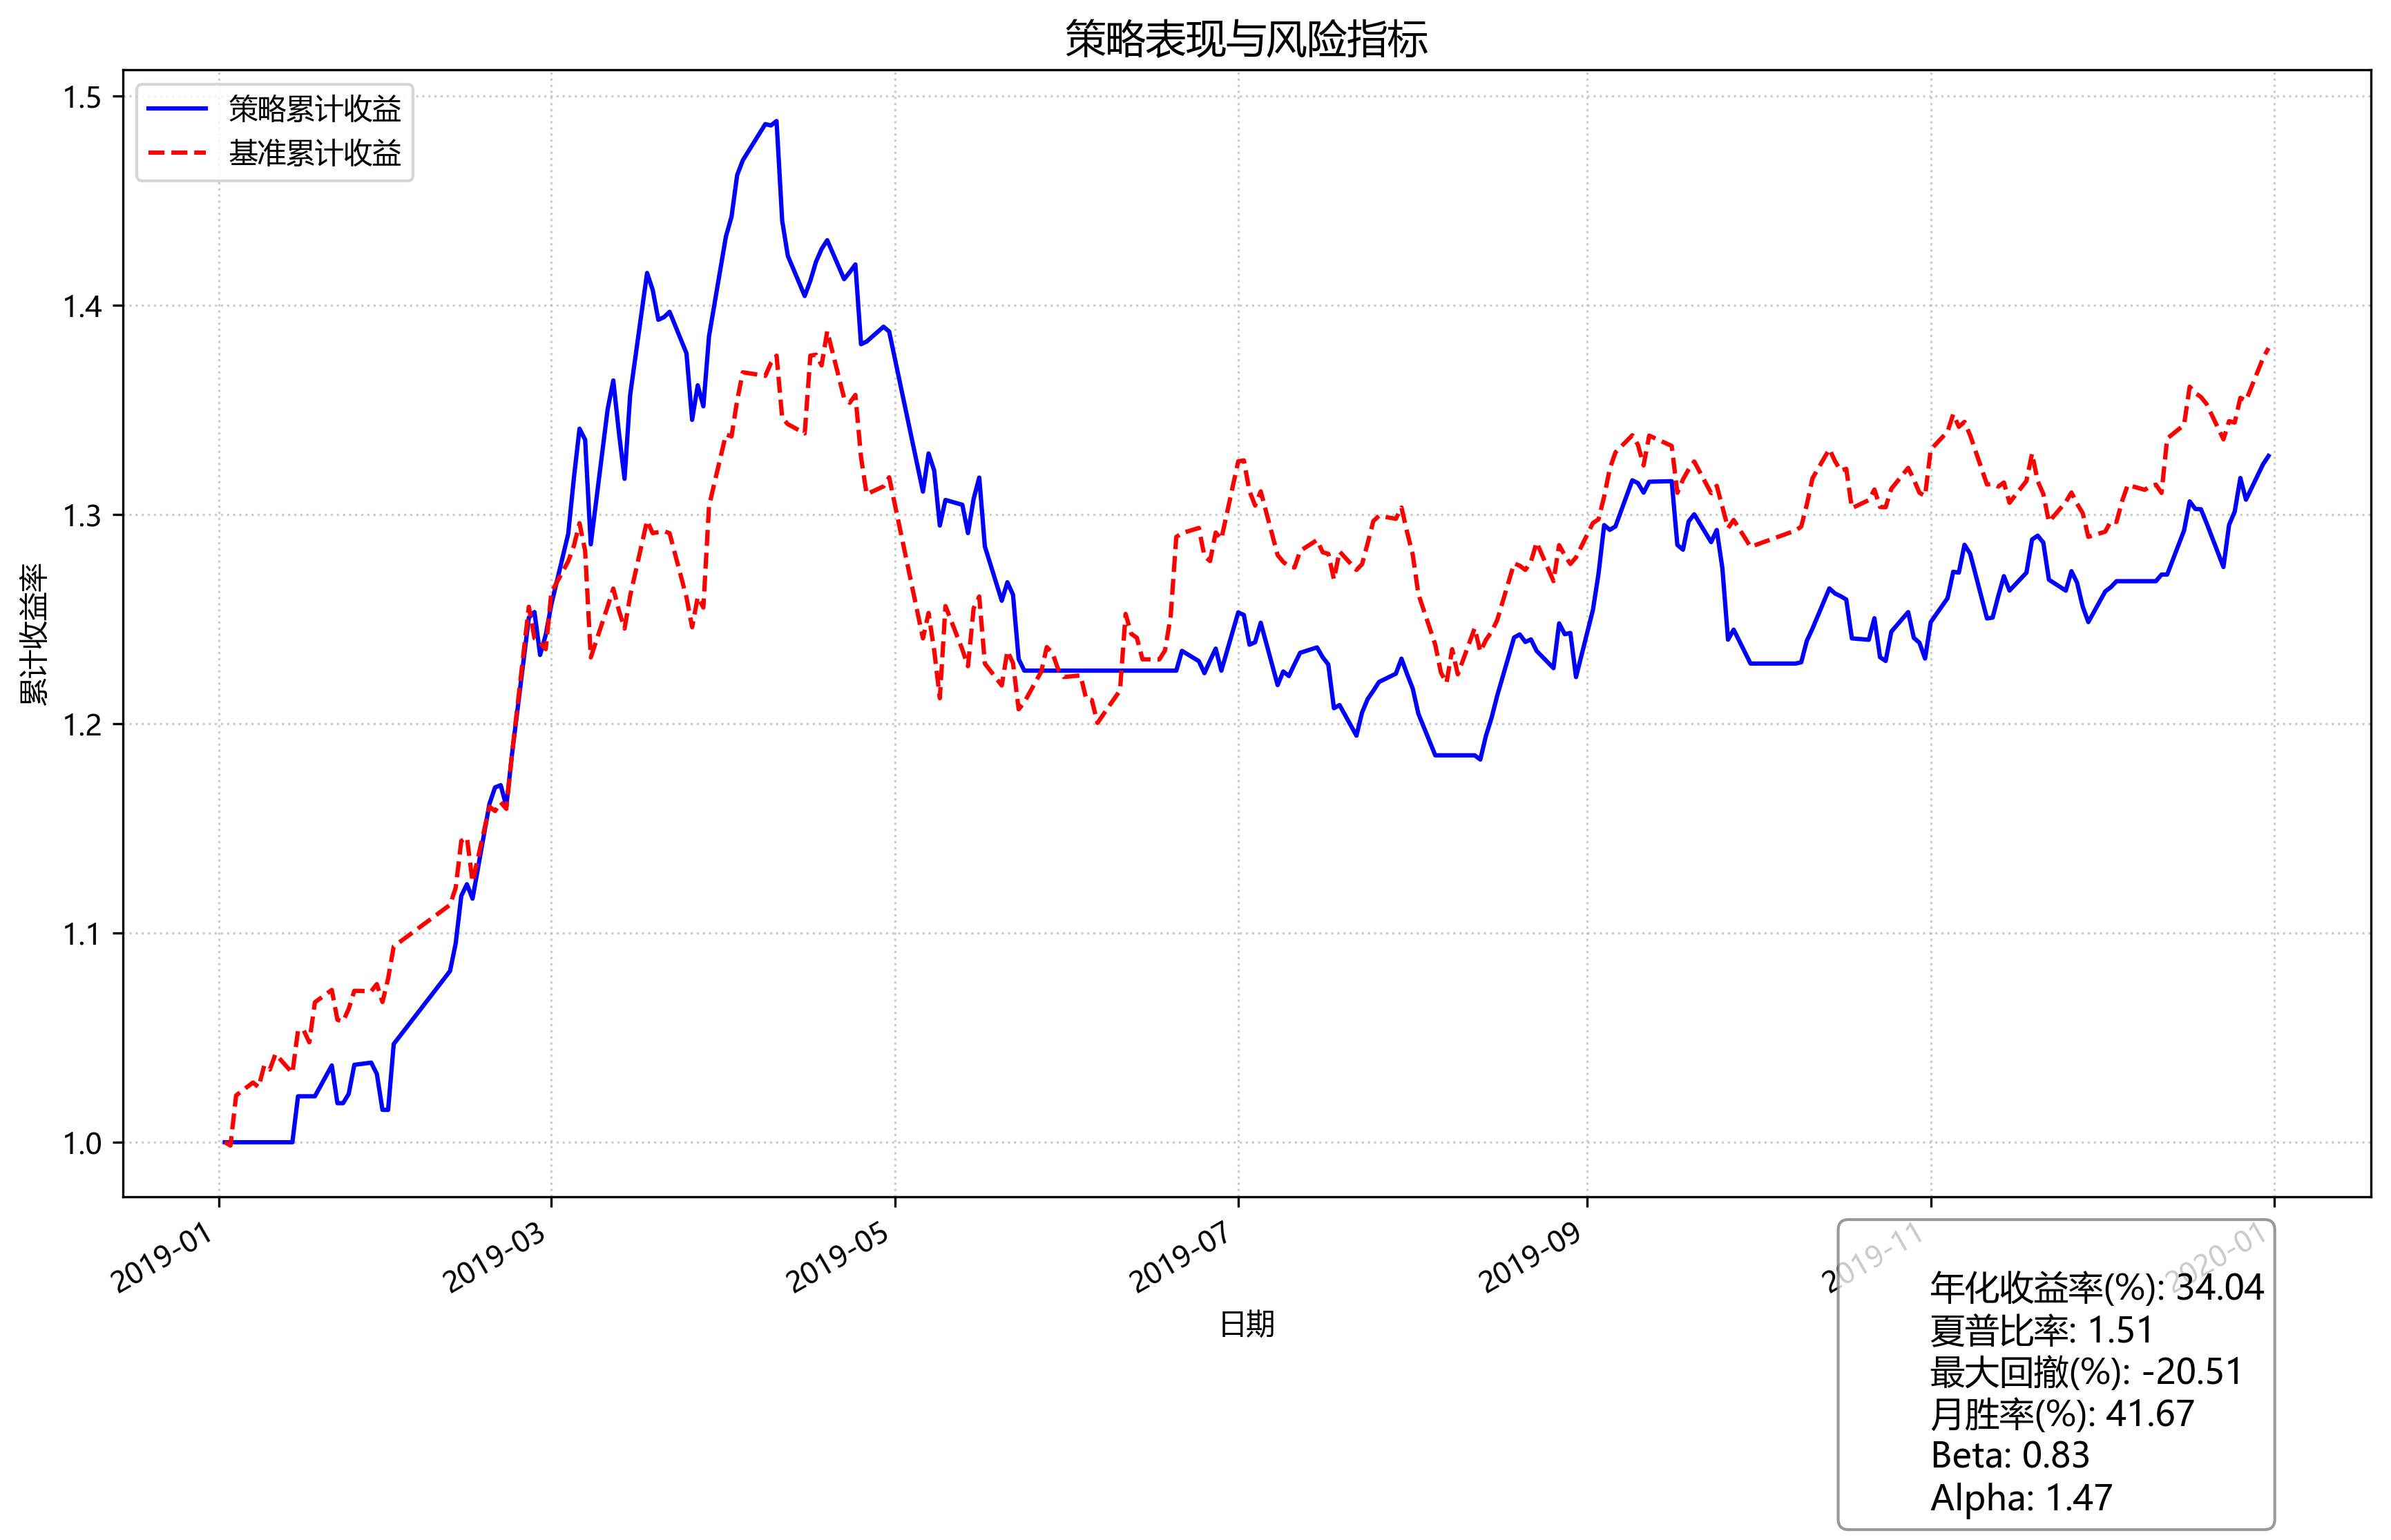 策略表现与风险指标
策略累计收益
基准累计收益
1.5
1.4
1.3
1.2
1.1
1.0
累计收益率
2019-01
2019-03
2019-05
2019-07
2019-09
2019-11
2020-01
日期
年化收益率(%): 34.04
夏普比率: 1.51
最大回撤(%): -20.51
月胜率(%): 41.67
Beta: 0.83
Alpha: 1.47